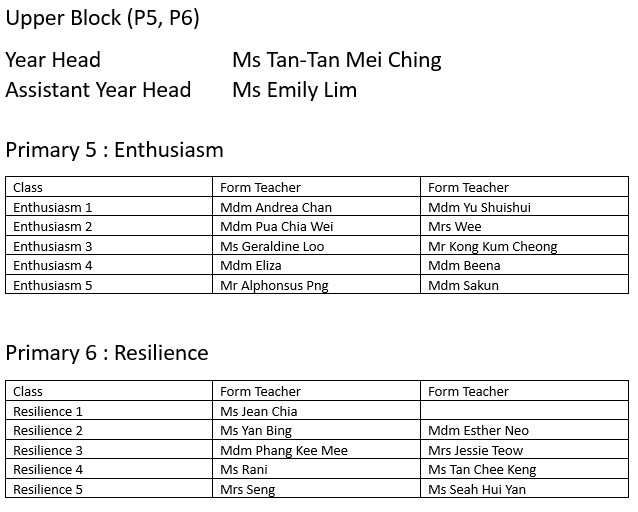 Upper Block (P5, P6)
Year Head Ms Tan-Tan Mei Ching
Assistant Year Head Ms Emily Lim
Primary 5 : Enthusiasm
Class Form Teacher Form Teacher
Enthusiasm 1 Mdm Andrea Chan Mdm Yu Shuishui
Enthusiasm 2 Mdm Pua Chia Wei Mrs Wee
Enthusiasm 3 Ms Geraldine Loo Mr Kong Kum Cheong
Enthusiasm 4 Mdm Eliza Mdm Beena
Enthusiasm 5 Mr Alphonsus Png Mdm Sakun
Primary 6 : Resilience
Class Form Teacher Form Teacher
Resilience 1 Ms Jean Chia
Resilience 2 Ms Yan Bing Mdm Esther Neo
Resilience 3 Mdm Phang Kee Mee Mrs Jessie Teow
Resilience 4 Ms Rani Ms Tan Chee Keng
Resilience 5 Mrs Seng Ms Seah Hui Yan